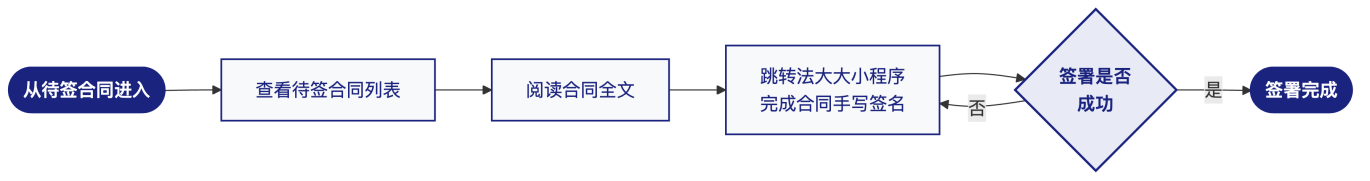 从待签合同进入
查看待签合同列表
阅读合同全文
跳转法大大小程序
完成合同手写签名
否
签署是否
成功
是
签署完成